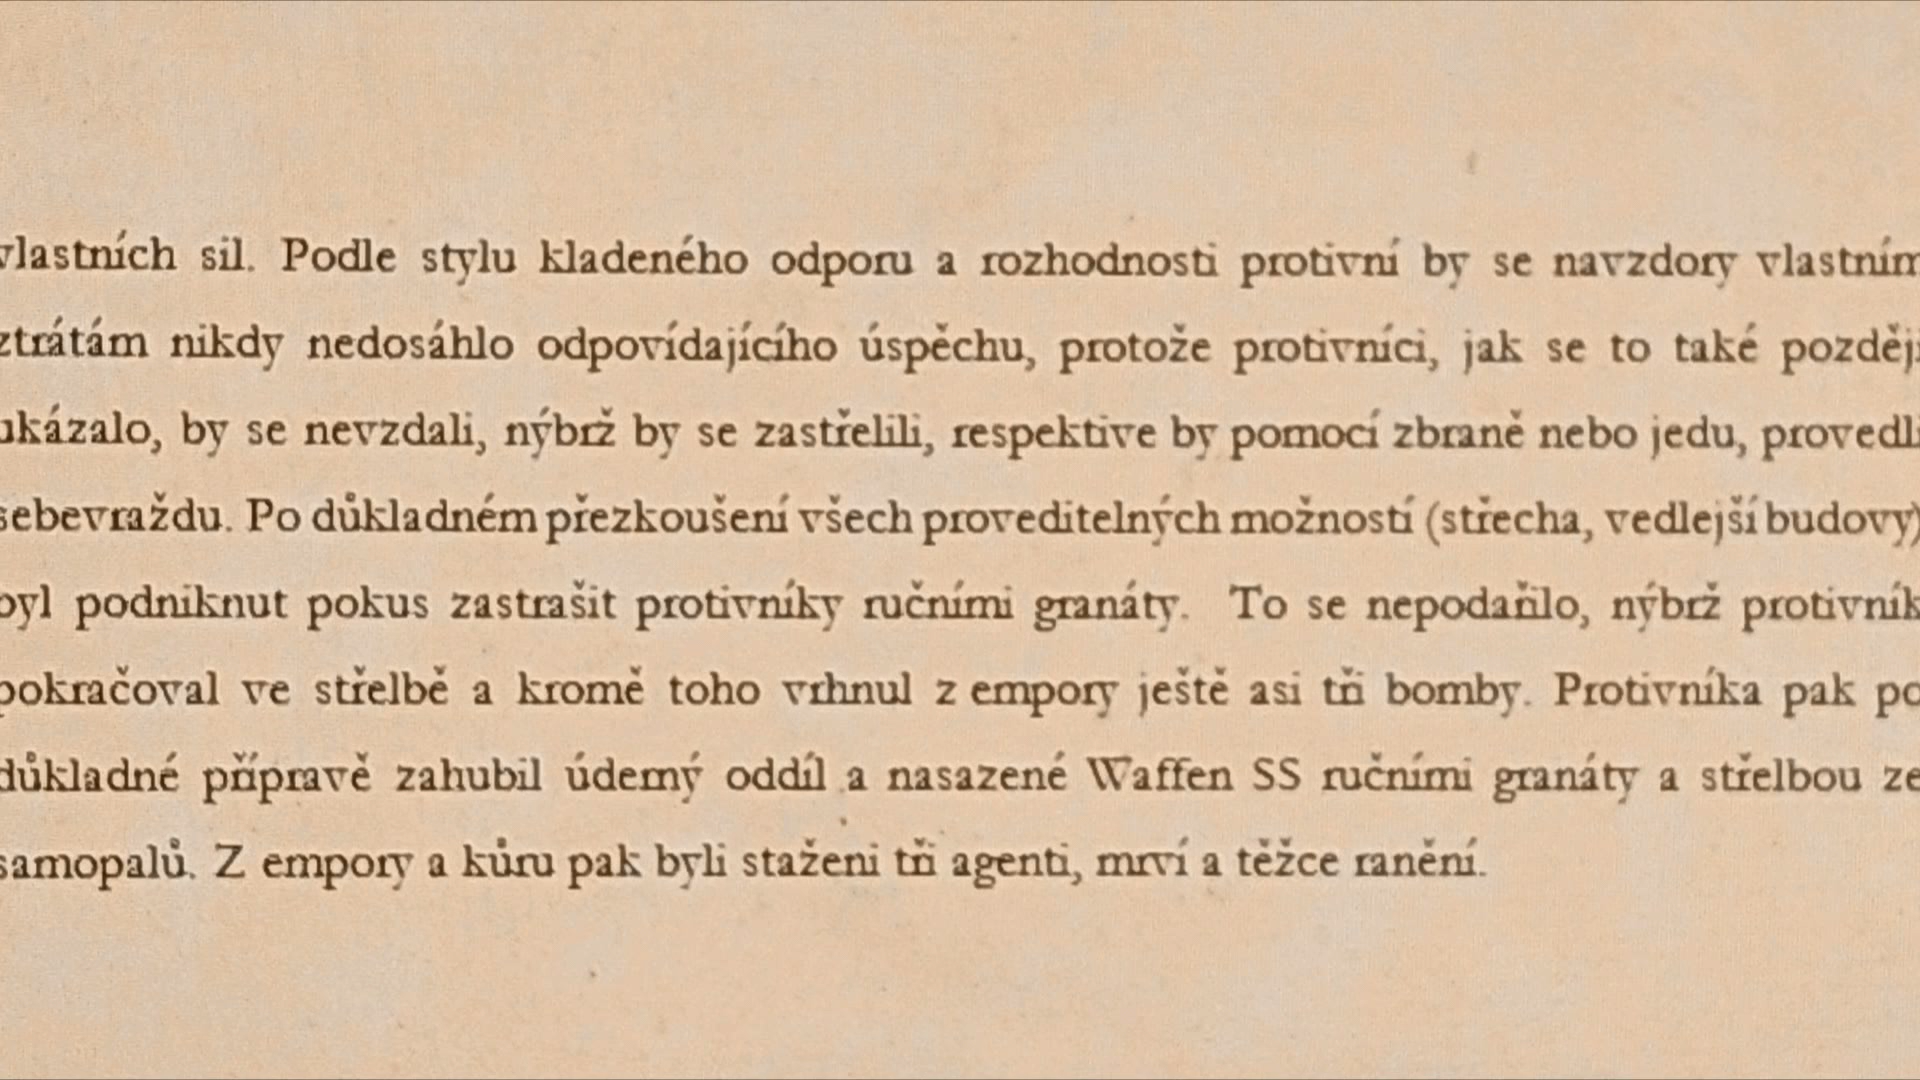 vlastních sil. Podle stylu kladeného odporu a rozhodnosti protivní by se navzdory vlastním
ztrátám nikdy nedosáhlo odpovídajícího úspěchu, protože protivníci, jak se to také později
ukázalo, by se nevzdali, nýbrž by se zastřelili, respektive by pomocí zbraně nebo jedu, provedli
sebevraždu. Po důkladném přezkoušení všech proveditelných možností (střecha, vedlejší budovy)
byl podniknut pokus zastrašit protivníky ručními granáty. To se nepodařilo, nýbrž protivník
pokračoval ve střelbě a kromě toho vrhnul z empory ještě asi tři bomby. Protivníka pak po
důkladné přípravě zahubil úderný oddíl a nasazené Waffen SS ručními granáty a střelbou ze
samopalů. Z empory a kůru pak byli staženi tři agenti, mrví a těžce ranění.